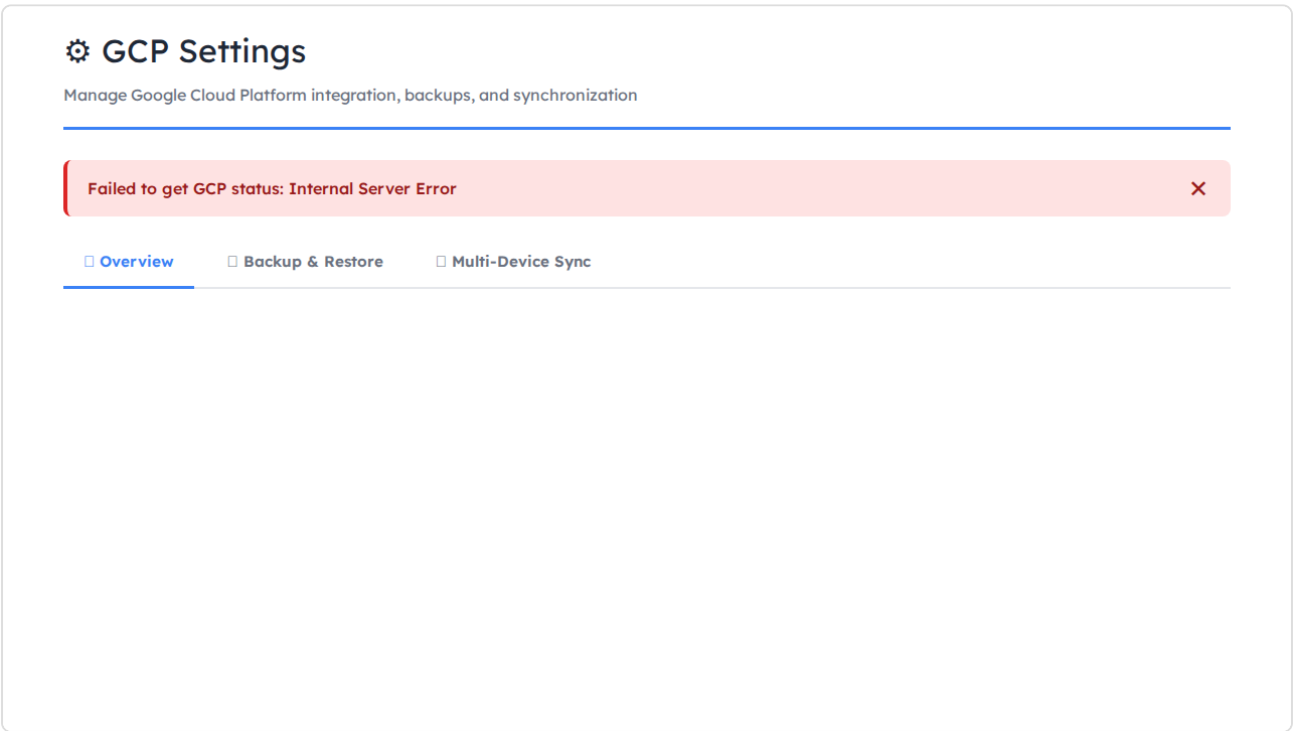 ⚙ GCP Settings
Manage Google Cloud Platform integration, backups, and synchronization
Failed to get GCP status: Internal Server Error ✕
Overview Backup & Restore Multi-Device Sync